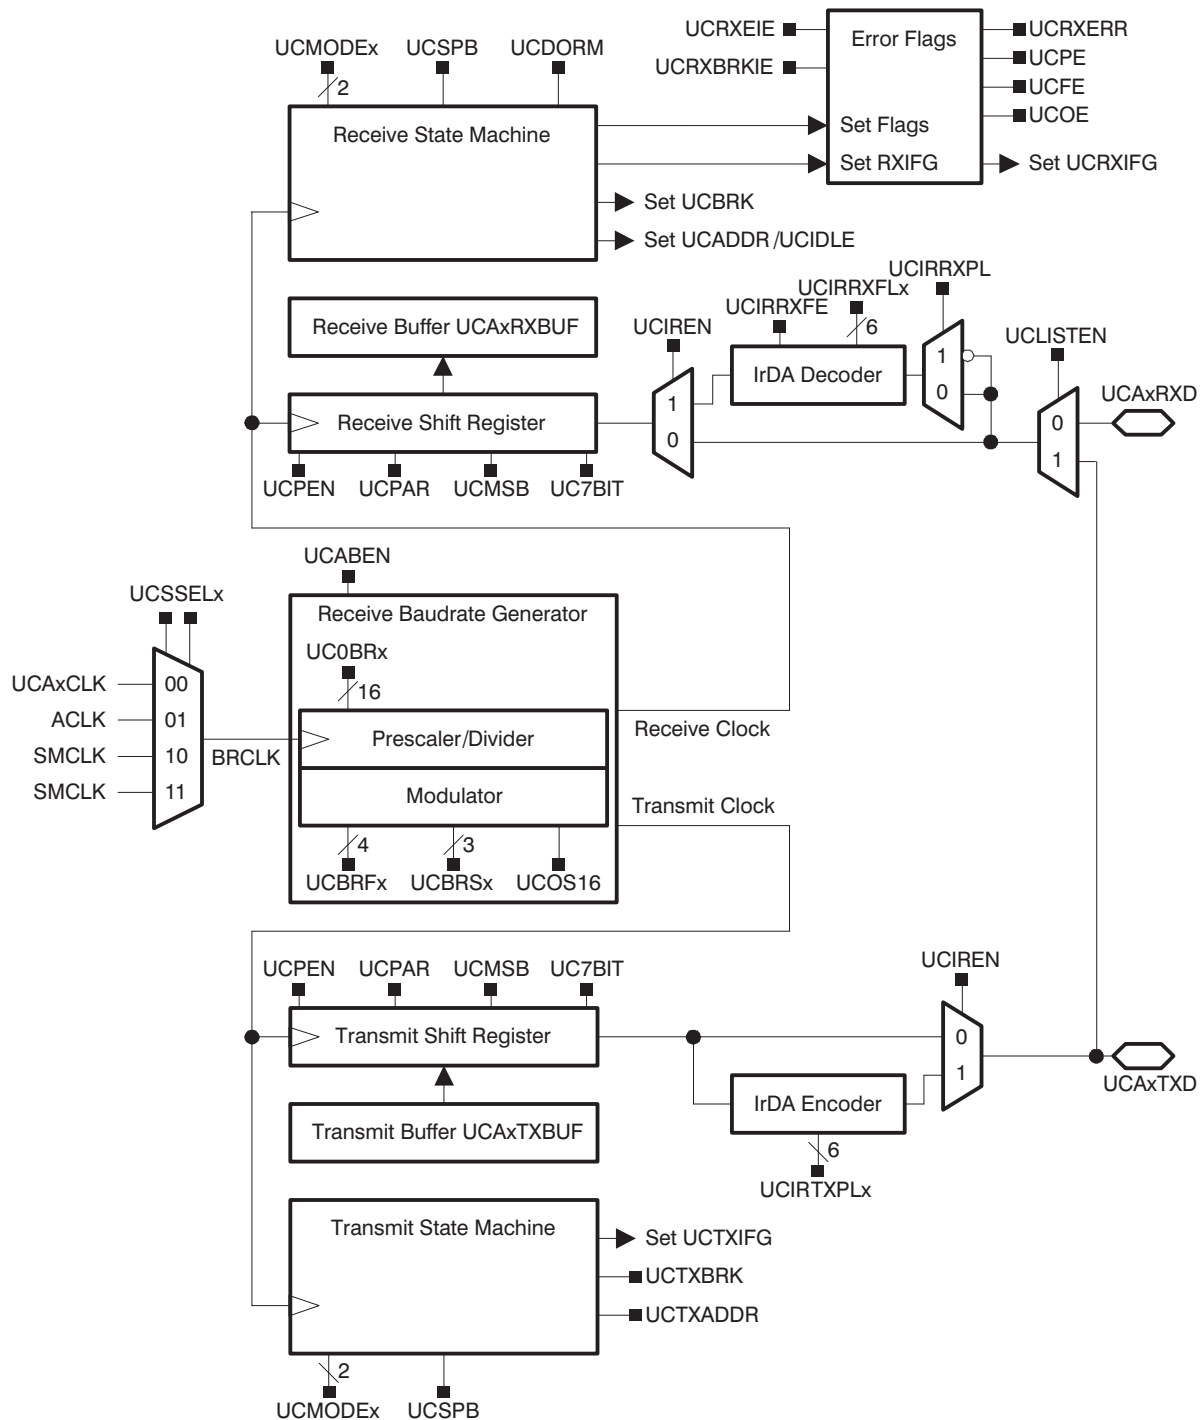 UCMODEx
UCSPB
UCDORM
2
Receive State Machine
UCRXEIE
UCRXBRKIE
Error Flags
Set Flags
Set RXIFG
UCRXERR
UCPE
UCFE
UCOE
Set UCRXIFG
Set UCBRK
Set UCADDR /UCIDLE
Receive Buffer UCAxRXBUF
Receive Shift Register
UCPEN
UCPAR
UCMSB
UC7BIT
UCIREN
1
0
UCIRRXPL
UCIRRXFLx
UCIRRXFE
6
IrDA Decoder
1
0
UCLISTEN
0
1
UCAxRXD
UCABEN
Receive Baudrate Generator
UC0BRx
16
Prescaler/Divider
Modulator
4
3
UCBRFx
UCBRSx
UCOS16
Receive Clock
Transmit Clock
UCSSELx
UCAxCLK
00
ACLK
01
SMCLK
10
SMCLK
11
BRCLK
UCPEN
UCPAR
UCMSB
UC7BIT
Transmit Shift Register
Transmit Buffer UCAxTXBUF
UCIREN
0
1
IrDA Encoder
6
UCIRTXPLx
UCAxTXD
Transmit State Machine
Set UCTXIFG
UCTXBRK
UCTXADDR
2
UCMODEx
UCSPB